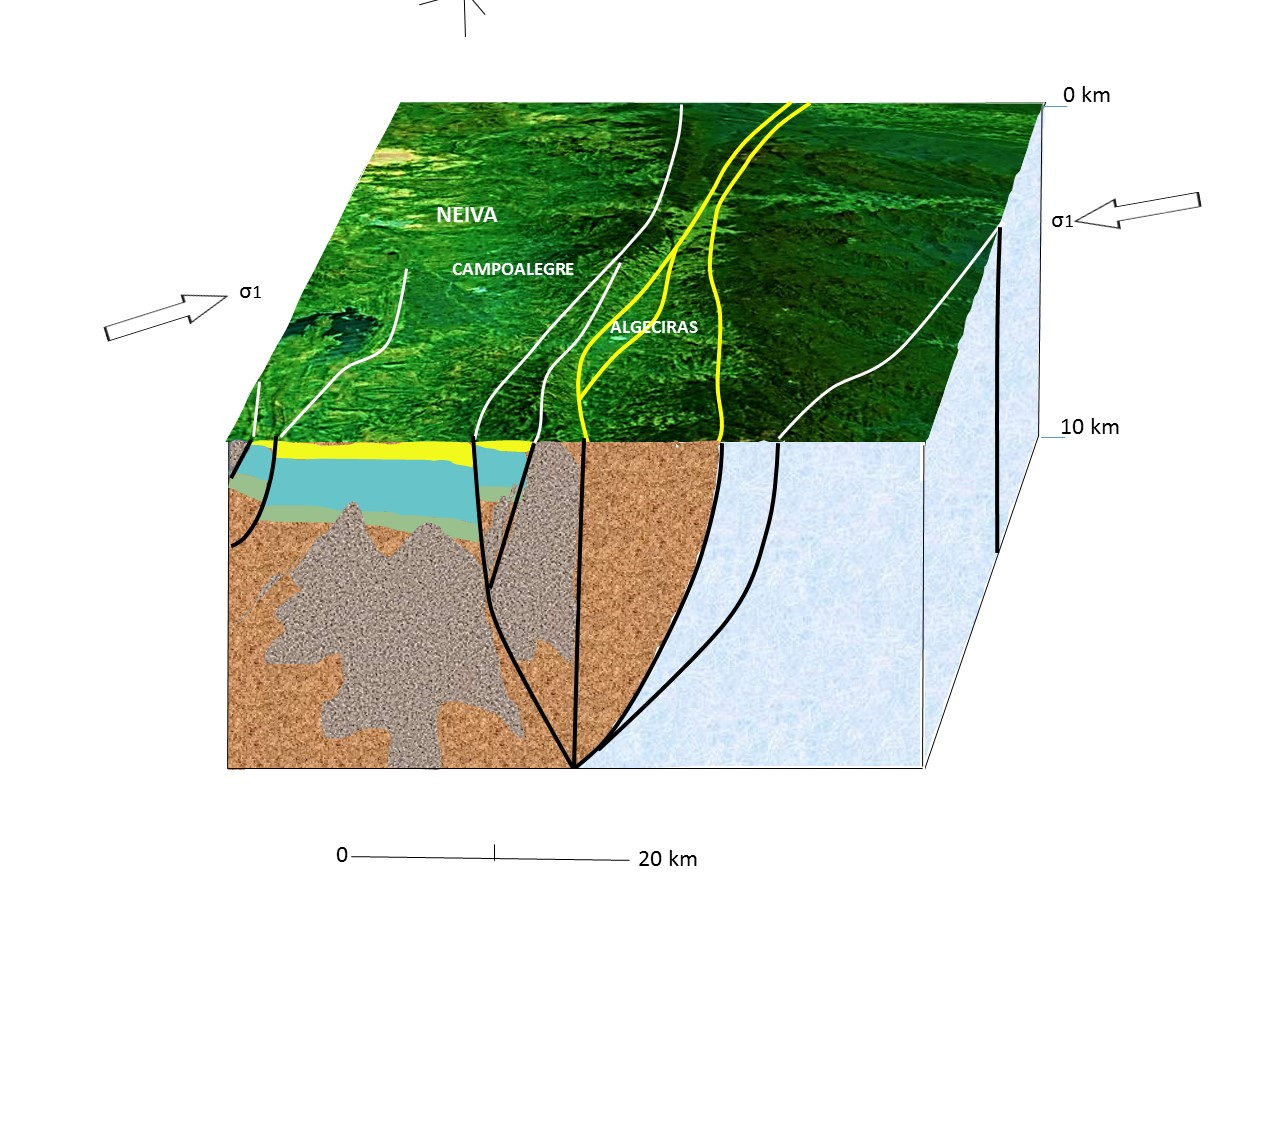 0 km
NEIVA
σ1
CAMPOALEGRE
σ1
ALGECIRAS
10 km
0
20 km